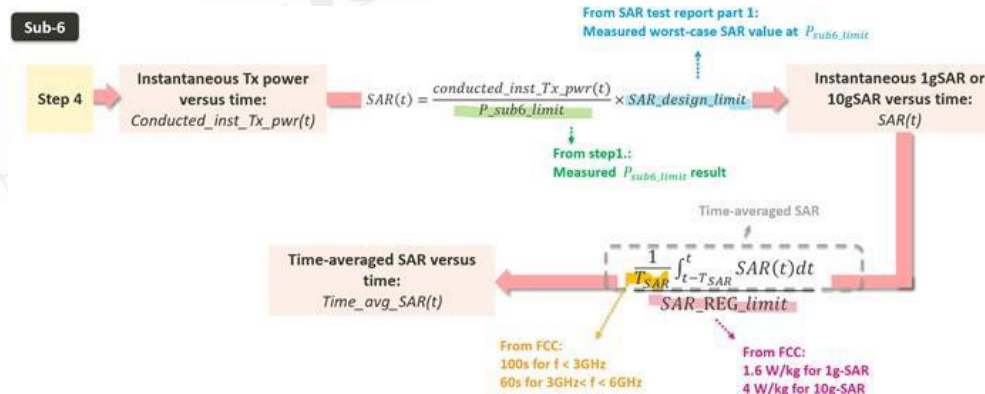 Sub-6
From SAR test report part 1:
Measured worst-case SAR value at P_sub6_limit
Step 4
Instantaneous Tx power
versus time:
Conducted_inst_Tx_pwr(t)
SAR(t) = conducted_inst_Tx_pwr(t) / P_sub6_limit × SAR_design_limit
Instantaneous 1gSAR or
10gSAR versus time:
SAR(t)
From step1.:
Measured P_sub6_limit result
Time-averaged SAR
Time-averaged SAR versus
time:
Time_avg_SAR(t)
1/T_SAR ∫_{t-T_SAR}^{t} SAR(t)dt
SAR_REG_limit
From FCC:
100s for f < 3GHz
60s for 3GHz< f < 6GHz
From FCC:
1.6 W/kg for 1g-SAR
4 W/kg for 10g-SAR